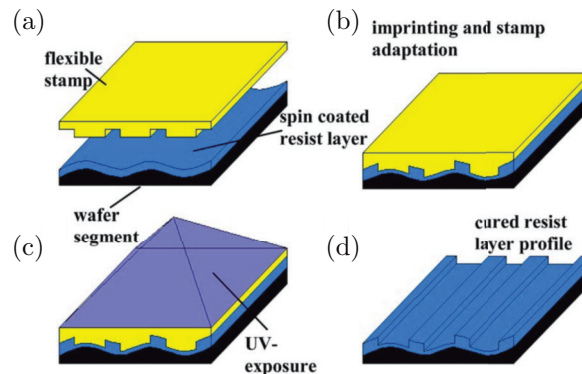 (a)
flexible
stamp
spin coated
resist layer
wafer
segment
(b)
imprinting and stamp
adaptation
(c)
UV-
exposure
(d)
cured resist
layer profile